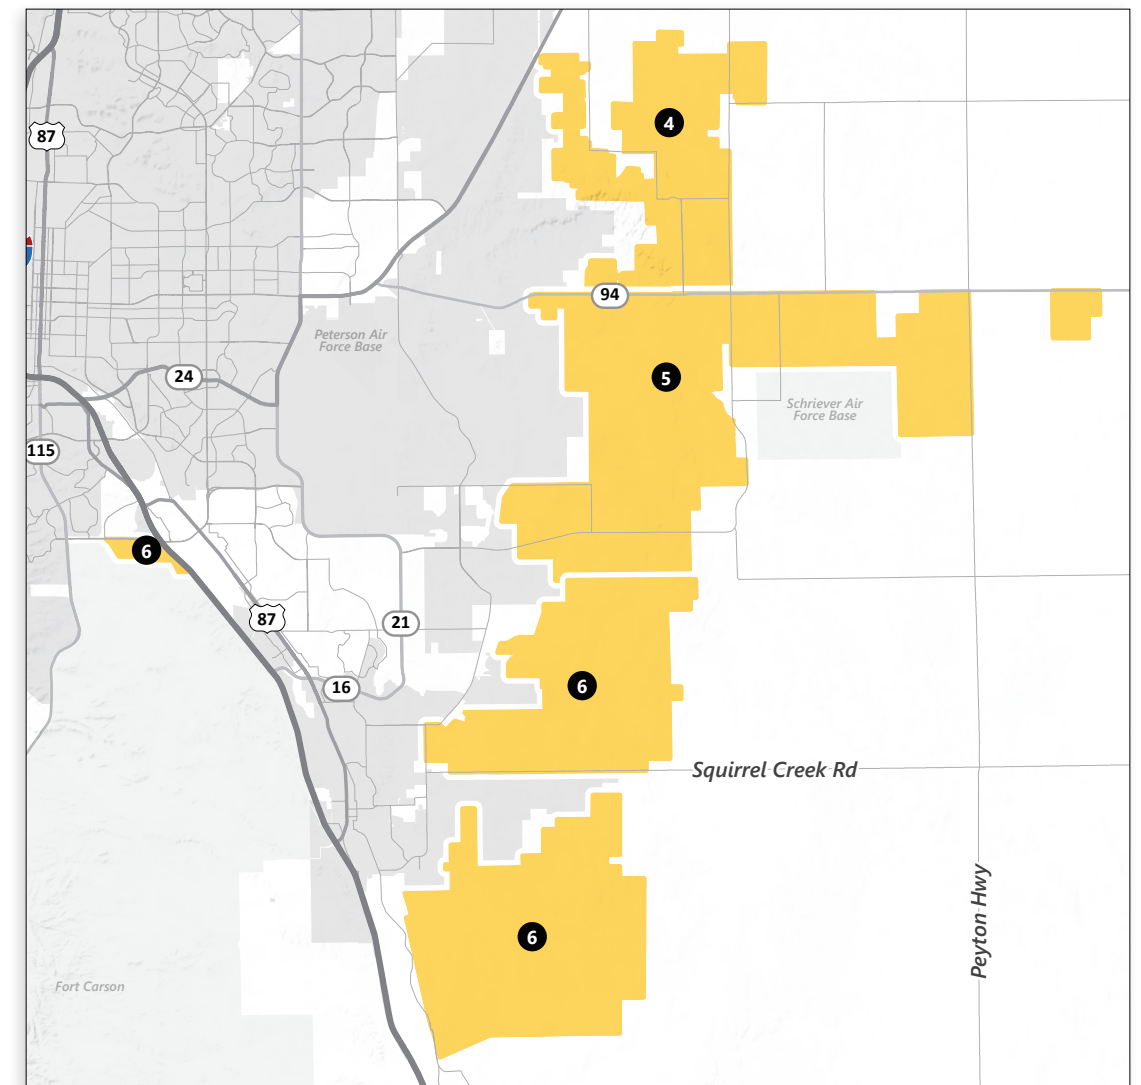 4
87
94
Peterson Air
Force Base
24
5
Schriever Air
Force Base
115
6
87
21
16
6
Squirrel Creek Rd
Peyton Hwy
6
Fort Carson